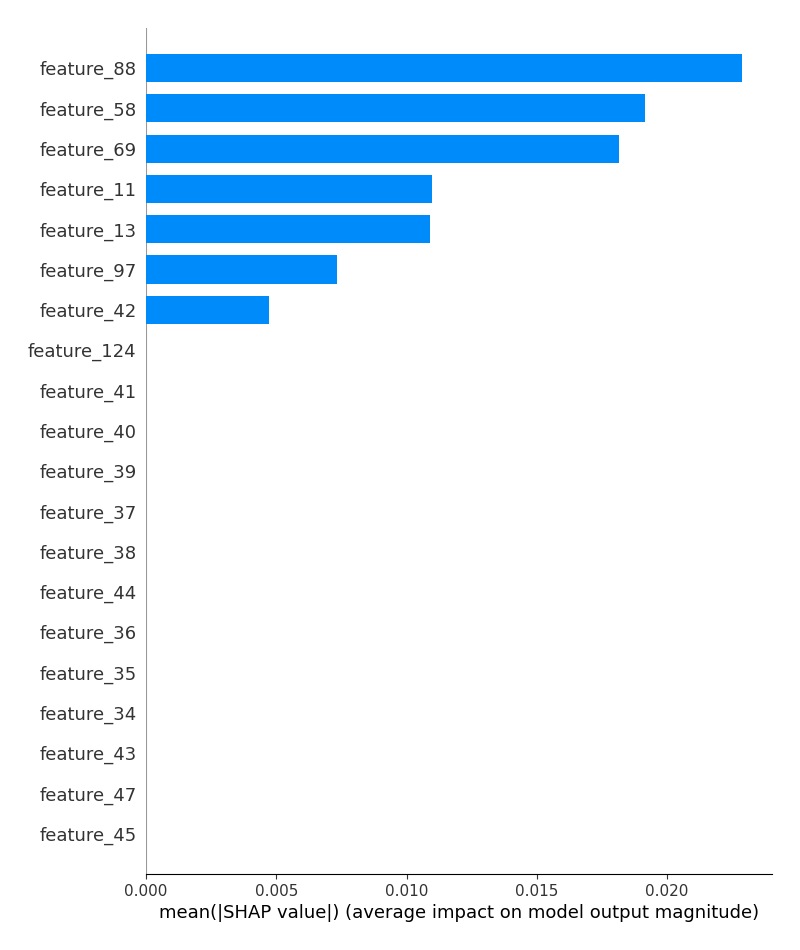 feature_88
feature_58
feature_69
feature_11
feature_13
feature_97
feature_42
feature_124
feature_41
feature_40
feature_39
feature_37
feature_38
feature_44
feature_36
feature_35
feature_34
feature_43
feature_47
feature_45
0.000 0.005 0.010 0.015 0.020
mean(|SHAP value|) (average impact on model output magnitude)